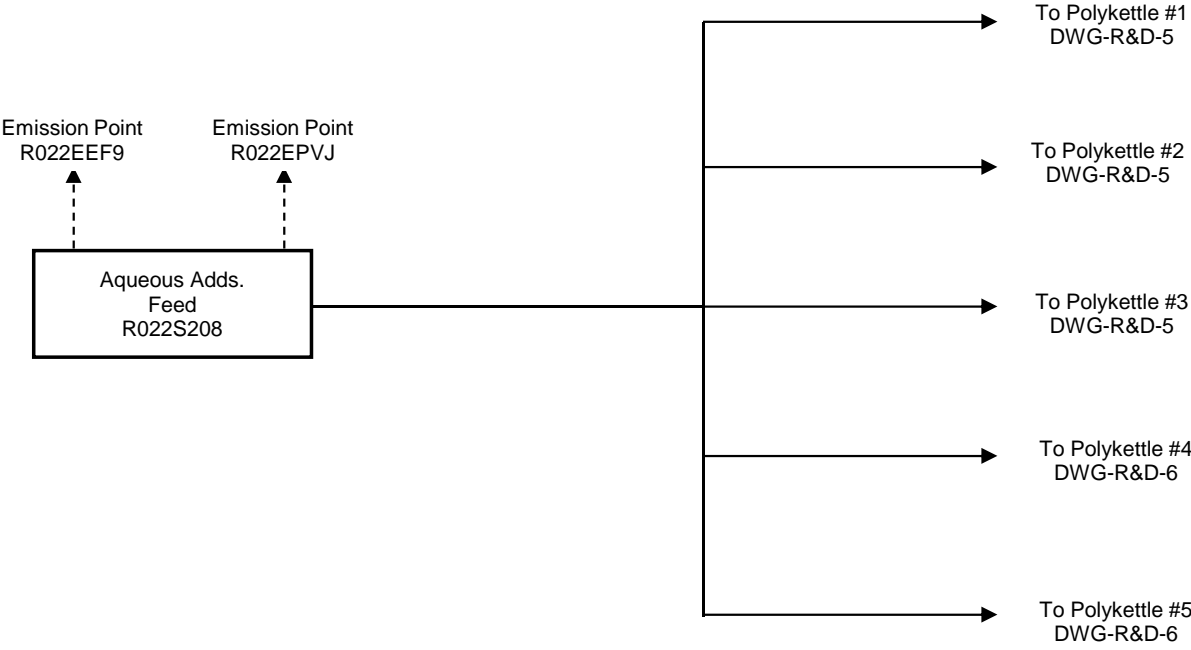 To Polykettle #1
DWG-R&D-5
Emission Point
R022EEF9
Emission Point
R022EPVJ
To Polykettle #2
DWG-R&D-5
Aqueous Adds.
Feed
R022S208
To Polykettle #3
DWG-R&D-5
To Polykettle #4
DWG-R&D-6
To Polykettle #5
DWG-R&D-6